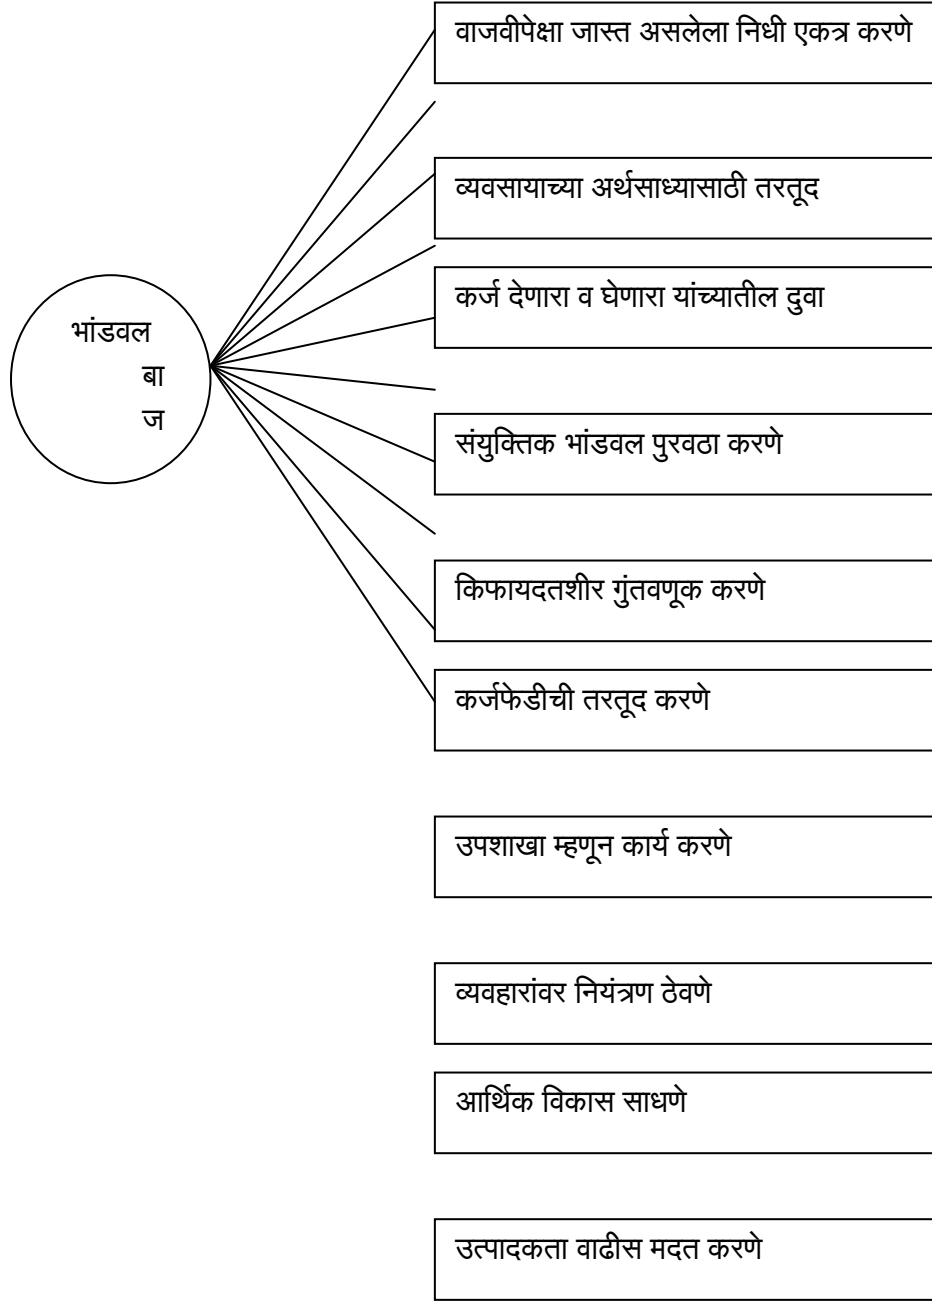 वाजवीपेक्षा जास्त असलेला निधी एकत्र करणे
व्यवसायाच्या अर्थसाध्यासाठी तरतूद
कर्ज देणारा व घेणारा यांच्यातील दुवा
भांडवल
बा
ज
संयुक्तिक भांडवल पुरवठा करणे
किफायदतशीर गुंतवणूक करणे
कर्जफेडीची तरतूद करणे
उपशाखा म्हणून कार्य करणे
व्यवहारांवर नियंत्रण ठेवणे
आर्थिक विकास साधणे
उत्पादकता वाढीस मदत करणे